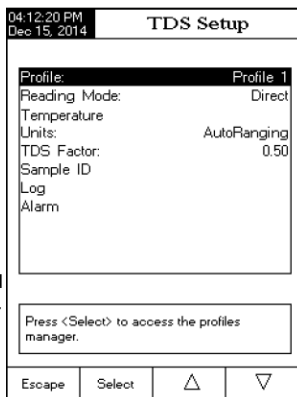 04:12:20 PM
Dec 15, 2014
TDS Setup
Profile: Profile 1
Reading Mode: Direct
Temperature
Units: AutoRanging
TDS Factor: 0.50
Sample ID
Log
Alarm
Press <Select> to access the profiles
manager.
Escape Select △ ▽